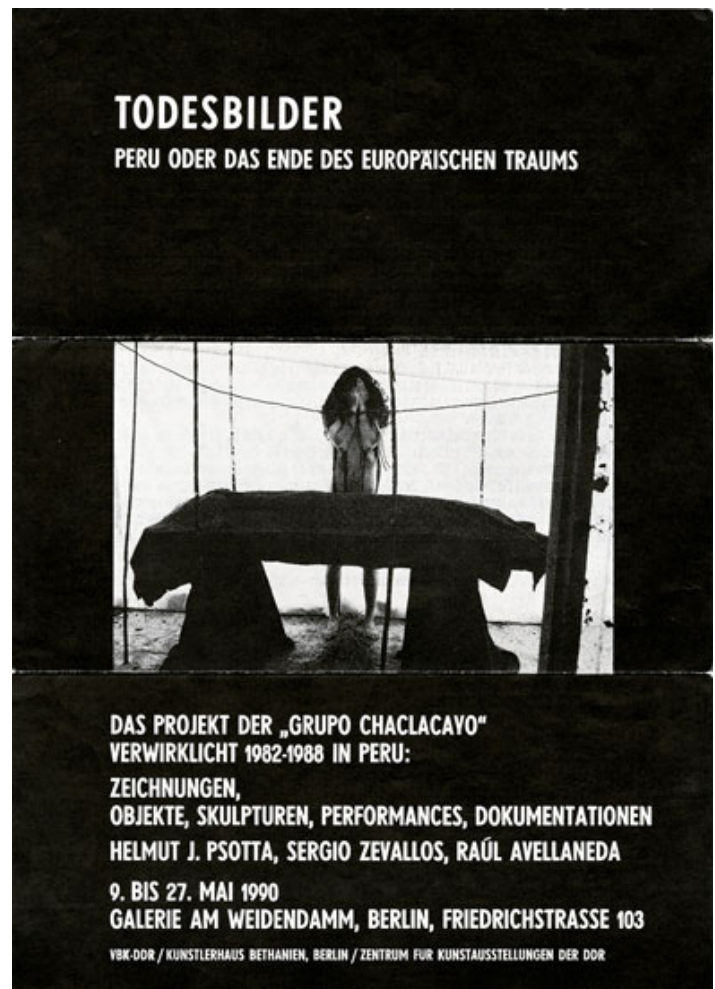 TODESBILDER
PERU ODER DAS ENDE DES EUROPÄISCHEN TRAUMS
DAS PROJEKT DER „GRUPO CHACLACAYO“
VERWIRKLICHT 1982-1988 IN PERU:
ZEICHNUNGEN,
OBJEKTE, SKULPTUREN, PERFORMANCES, DOKUMENTATIONEN
HELMUT J. PSOTTA, SERGIO ZEVALLOS, RAÚL AVELLANEDA
9. BIS 27. MAI 1990
GALERIE AM WEIDENDAMM, BERLIN, FRIEDRICHSTRASSE 103
VBK-DDR / KUNSTLERHAUS BETHANIEN, BERLIN / ZENTRUM FUR KUNSTAUSSTELLUNGEN DER DDR